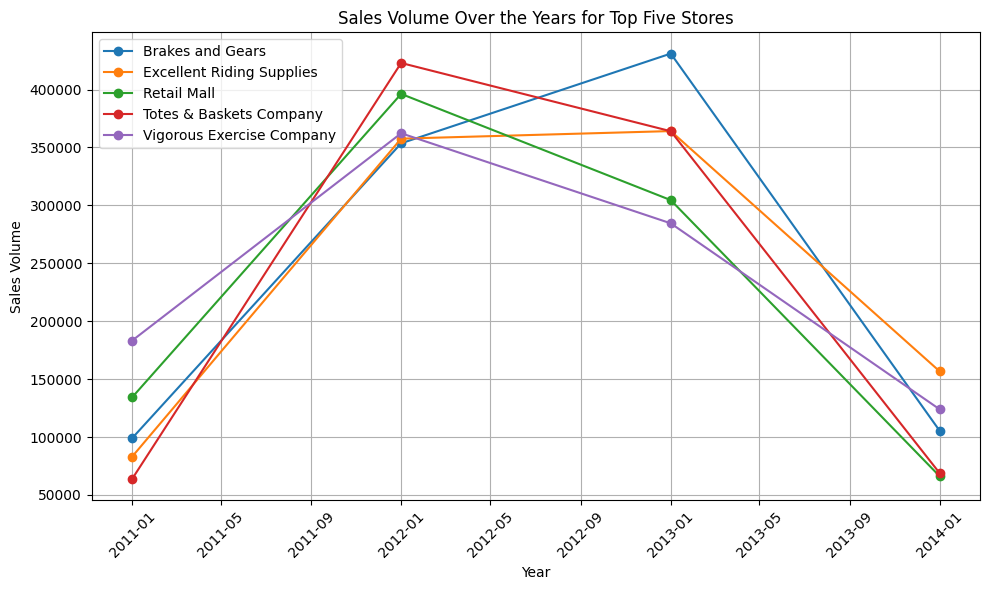 Sales Volume Over the Years for Top Five Stores
Brakes and Gears
Excellent Riding Supplies
Retail Mall
Totes & Baskets Company
Vigorous Exercise Company
Sales Volume
400000
350000
300000
250000
200000
150000
100000
50000
2011-01
2011-05
2011-09
2012-01
2012-05
2012-09
2013-01
2013-05
2013-09
2014-01
Year